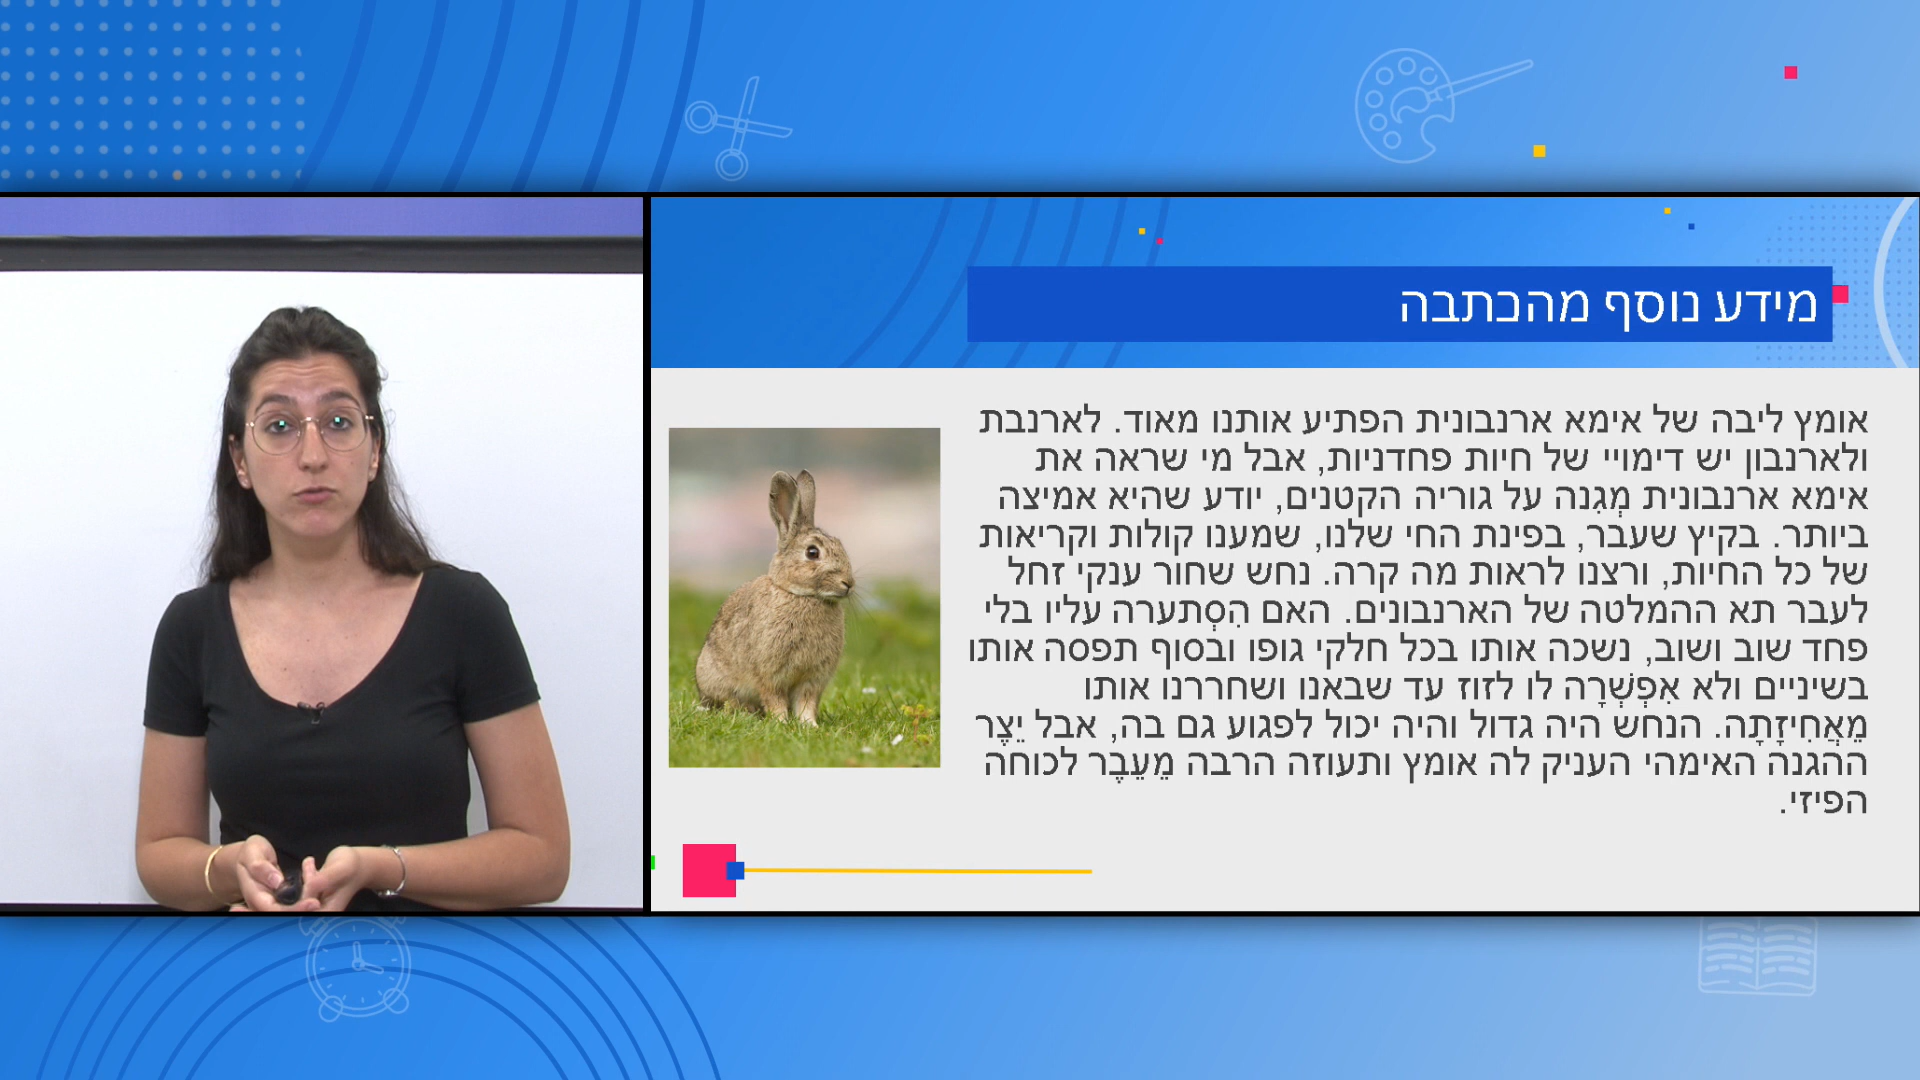 מידע נוסף מהכתבה
אומץ ליבה של אימא ארנבונית הפתיע אותנו מאוד. לארנבת
ולארנבון יש דימויי של חיות פחדניות, אבל מי שראה את
אימא ארנבונית מְגִנה על גוריה הקטנים, יודע שהיא אמיצה
ביותר. בקיץ שעבר, בפינת החי שלנו, שמענו קולות וקריאות
של כל החיות, ורצנו לראות מה קרה. נחש שחור ענקי זחל
לעבר תא ההמלטה של הארנבונים. האם הִסְתערה עליו בלי
פחד שוב ושוב, נשכה אותו בכל חלקי גופו ובסוף תפסה אותו
בשיניים ולא אִפְשְׁרָה לו לזוז עד שבאנו ושחררנו אותו
מֵאֲחִיזָתָה. הנחש היה גדול והיה יכול לפגוע גם בה, אבל יֵצֶר
ההגנה האימהי העניק לה אומץ ותעוזה הרבה מֵעֵבֶר לכוחה
הפיזי.